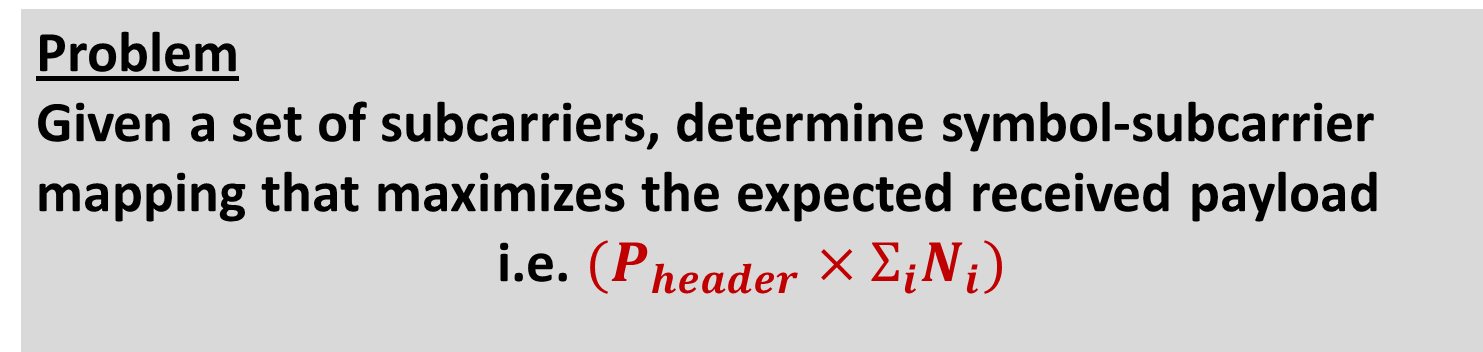 Problem
Given a set of subcarriers, determine symbol-subcarrier
mapping that maximizes the expected received payload
i.e. (P_header × Σ_i N_i)